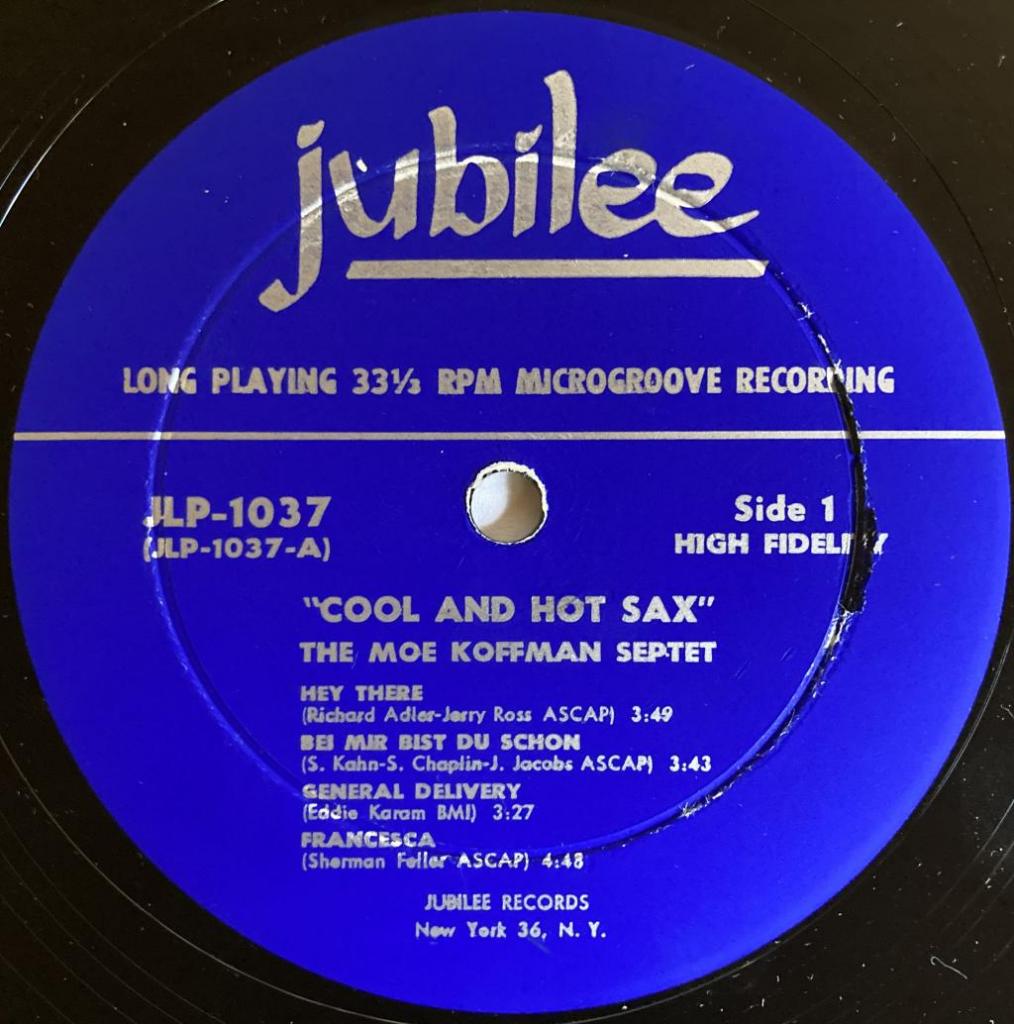 jubilee
LONG PLAYING 33⅓ RPM MICROGROOVE RECORDING
JLP-1037
(JLP-1037-A)
Side 1
HIGH FIDELITY
"COOL AND HOT SAX"
THE MOE KOFFMAN SEPTET
HEY THERE
(Richard Adler-Jerry Ross ASCAP) 3:49
BEI MIR BIST DU SCHON
(S. Kahn-S. Chaplin-J. Jacobs ASCAP) 3:43
GENERAL DELIVERY
(Eddie Karam BMI) 3:27
FRANCESCA
(Sherman Feller ASCAP) 4:48
JUBILEE RECORDS
New York 36, N. Y.